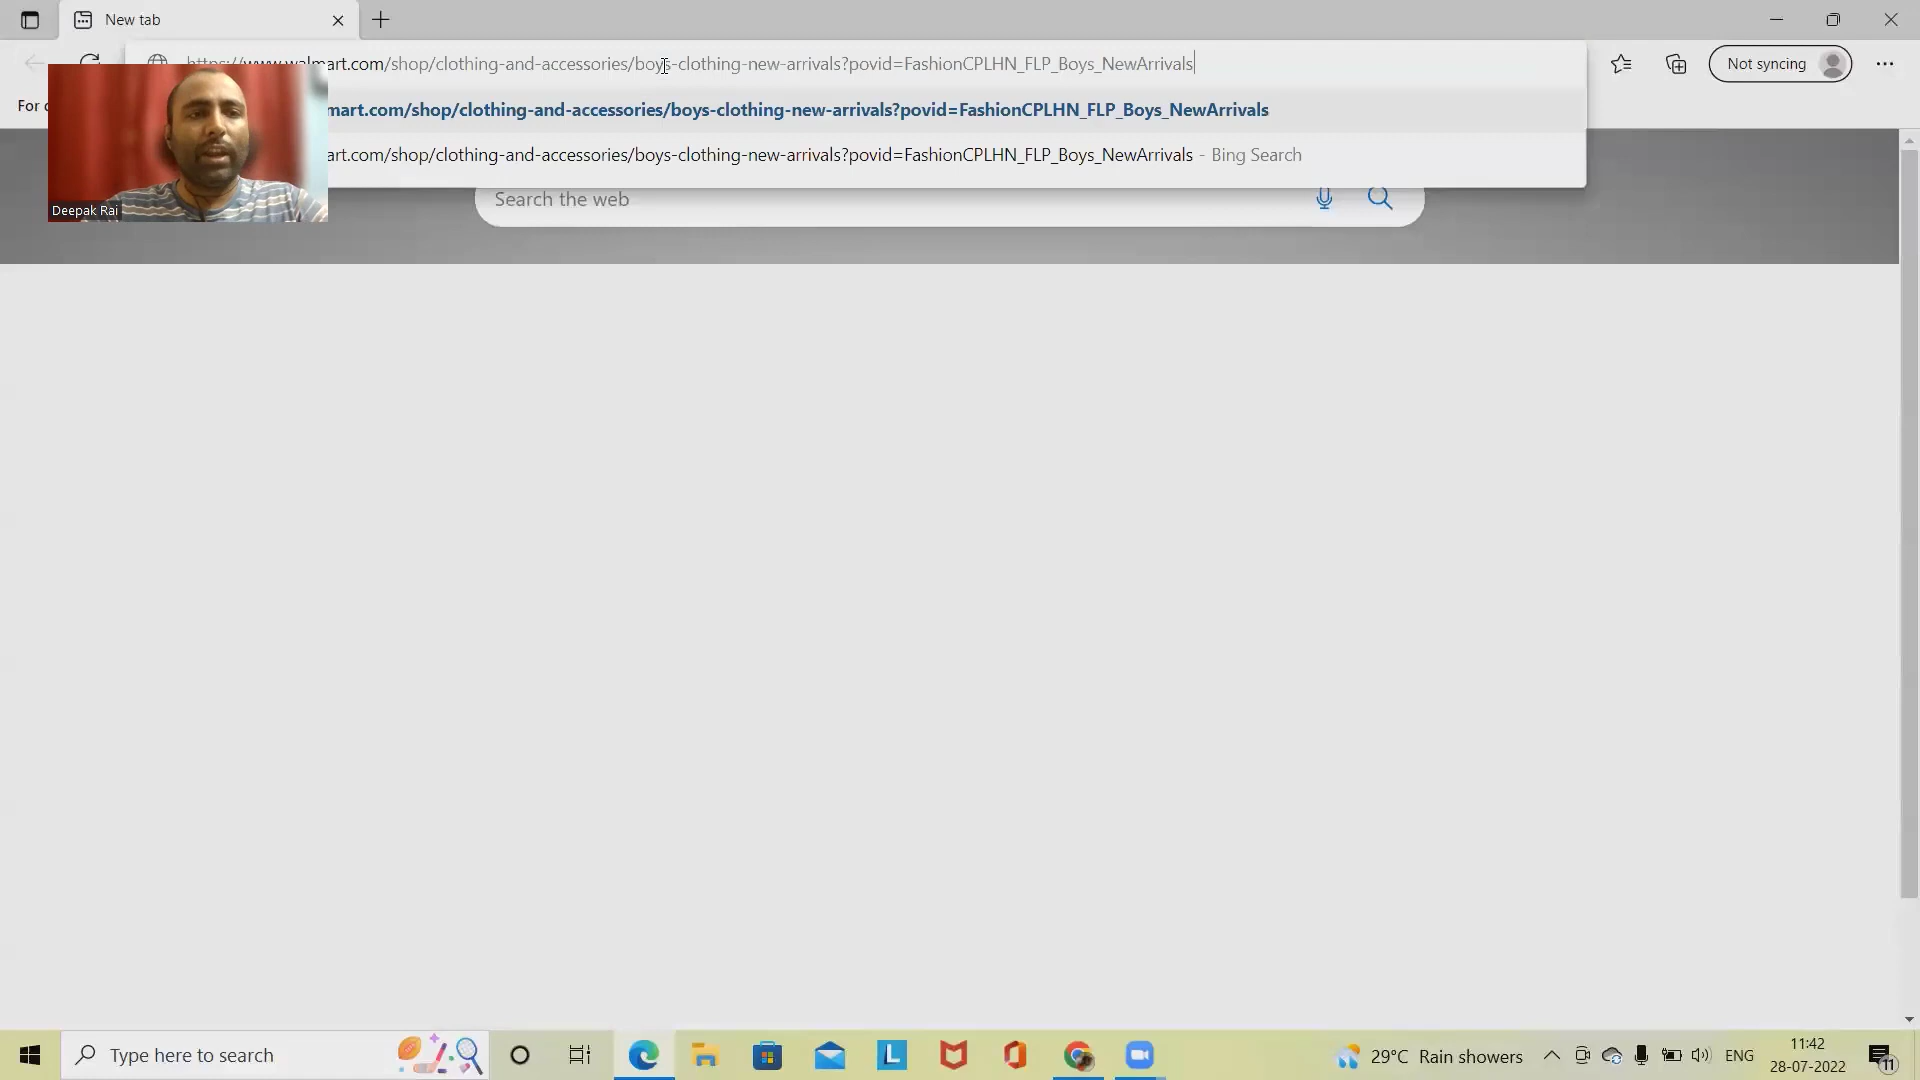 New tab
https://www.walmart.com/shop/clothing-and-accessories/boys-clothing-new-arrivals?povid=FashionCPLHN_FLP_Boys_NewArrivals
Not syncing
For
mart.com/shop/clothing-and-accessories/boys-clothing-new-arrivals?povid=FashionCPLHN_FLP_Boys_NewArrivals
art.com/shop/clothing-and-accessories/boys-clothing-new-arrivals?povid=FashionCPLHN_FLP_Boys_NewArrivals - Bing Search
Search the web
Deepak Rai
Type here to search
29°C Rain showers
ENG
11:42
28-07-2022
11